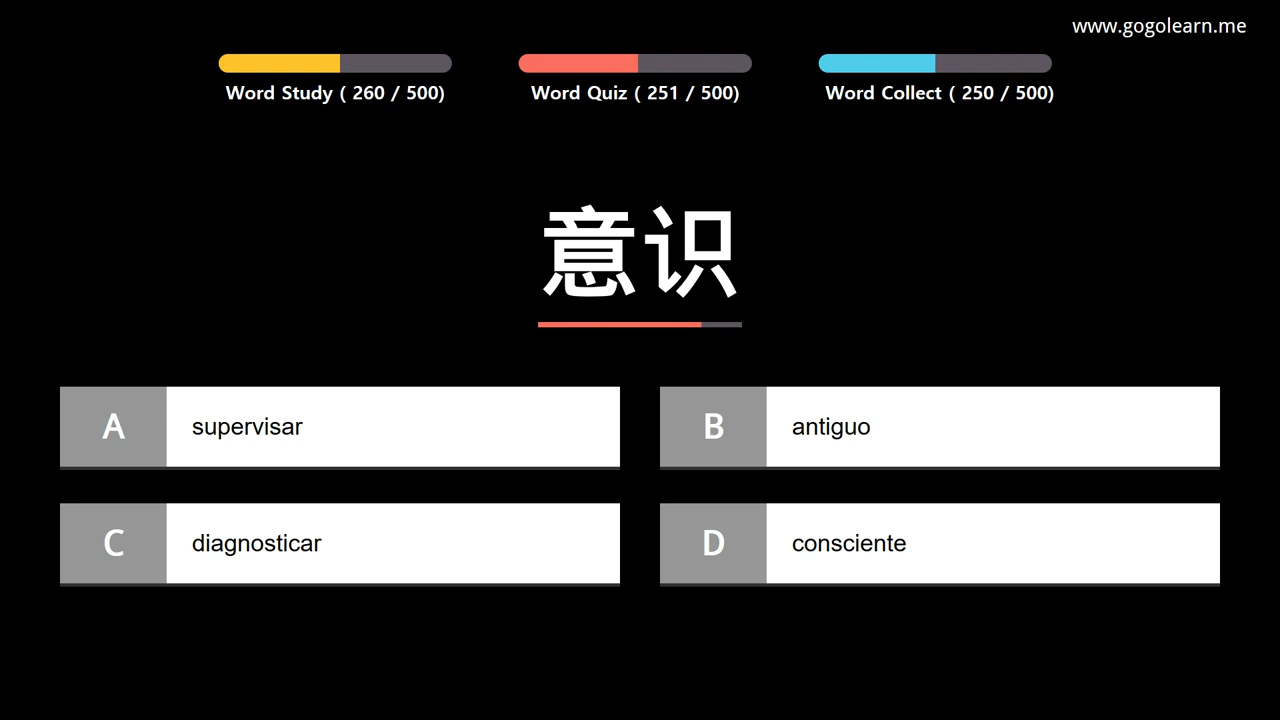 www.gogolearn.me
Word Study ( 260 / 500)
Word Quiz ( 251 / 500)
Word Collect ( 250 / 500)
意识
A supervisar
B antiguo
C diagnosticar
D consciente